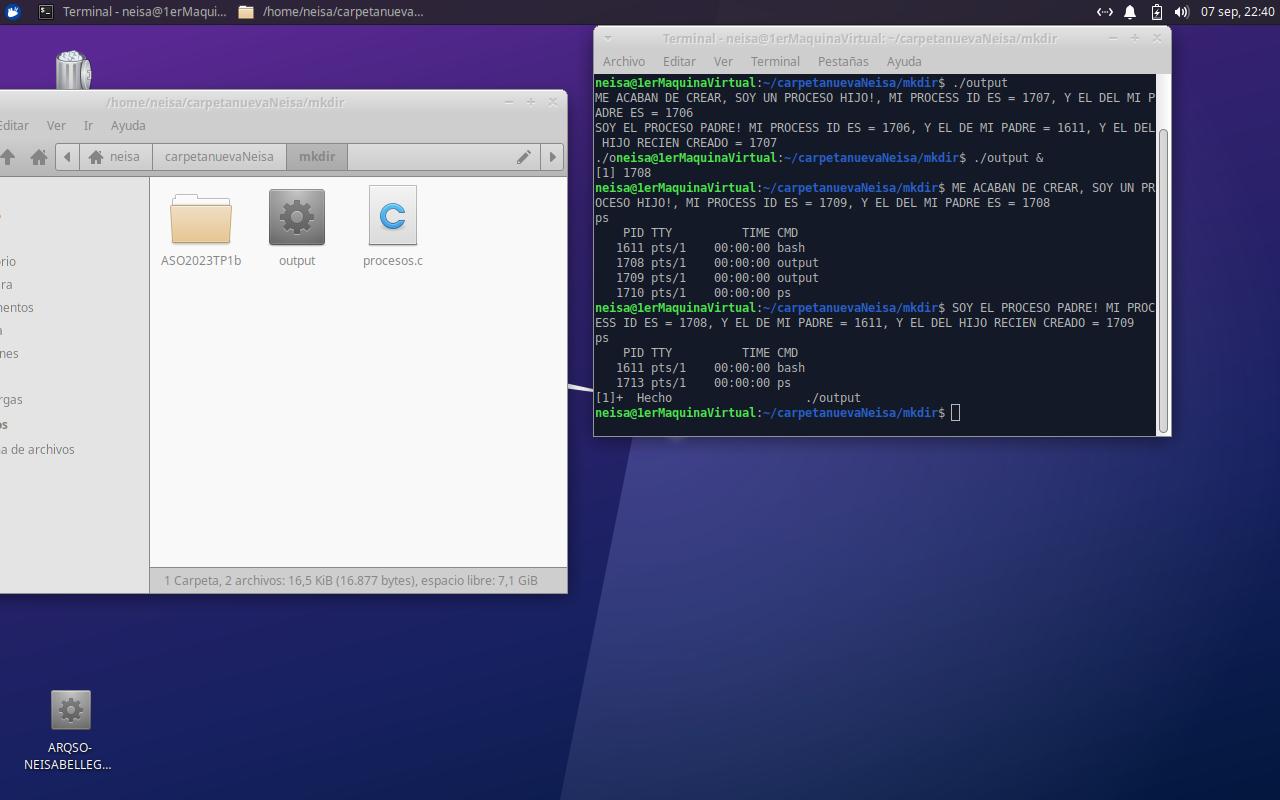 Terminal - neisa@1erMaqui...
/home/neisa/carpetanueva...
07 sep, 22:40
/home/neisa/carpetanuevaNeisa/mkdir
Editar Ver Ir Ayuda
neisa carpetanuevaNeisa mkdir
ASO2023TP1b output procesos.c
orio
ra
mentos
a
nes
rgas
os
a de archivos
1 Carpeta, 2 archivos: 16,5 KiB (16.877 bytes), espacio libre: 7,1 GiB
ARQSO-
NEISABELLEG...
Terminal - neisa@1erMaquinaVirtual: ~/carpetanuevaNeisa/mkdir
Archivo Editar Ver Terminal Pestañas Ayuda
neisa@1erMaquinaVirtual:~/carpetanuevaNeisa/mkdir$ ./output
ME ACABAN DE CREAR, SOY UN PROCESO HIJO!, MI PROCESS ID ES = 1707, Y EL DEL MI P
ADRE ES = 1706
SOY EL PROCESO PADRE! MI PROCESS ID ES = 1706, Y EL DE MI PADRE = 1611, Y EL DEL
 HIJO RECIEN CREADO = 1707
./oneisa@1erMaquinaVirtual:~/carpetanuevaNeisa/mkdir$ ./output &
[1] 1708
neisa@1erMaquinaVirtual:~/carpetanuevaNeisa/mkdir$ ME ACABAN DE CREAR, SOY UN PR
OCESO HIJO!, MI PROCESS ID ES = 1709, Y EL DEL MI PADRE ES = 1708
ps
    PID TTY          TIME CMD
   1611 pts/1    00:00:00 bash
   1708 pts/1    00:00:00 output
   1709 pts/1    00:00:00 output
   1710 pts/1    00:00:00 ps
neisa@1erMaquinaVirtual:~/carpetanuevaNeisa/mkdir$ SOY EL PROCESO PADRE! MI PROC
ESS ID ES = 1708, Y EL DE MI PADRE = 1611, Y EL DEL HIJO RECIEN CREADO = 1709
ps
    PID TTY          TIME CMD
   1611 pts/1    00:00:00 bash
   1713 pts/1    00:00:00 ps
[1]+  Hecho                   ./output
neisa@1erMaquinaVirtual:~/carpetanuevaNeisa/mkdir$